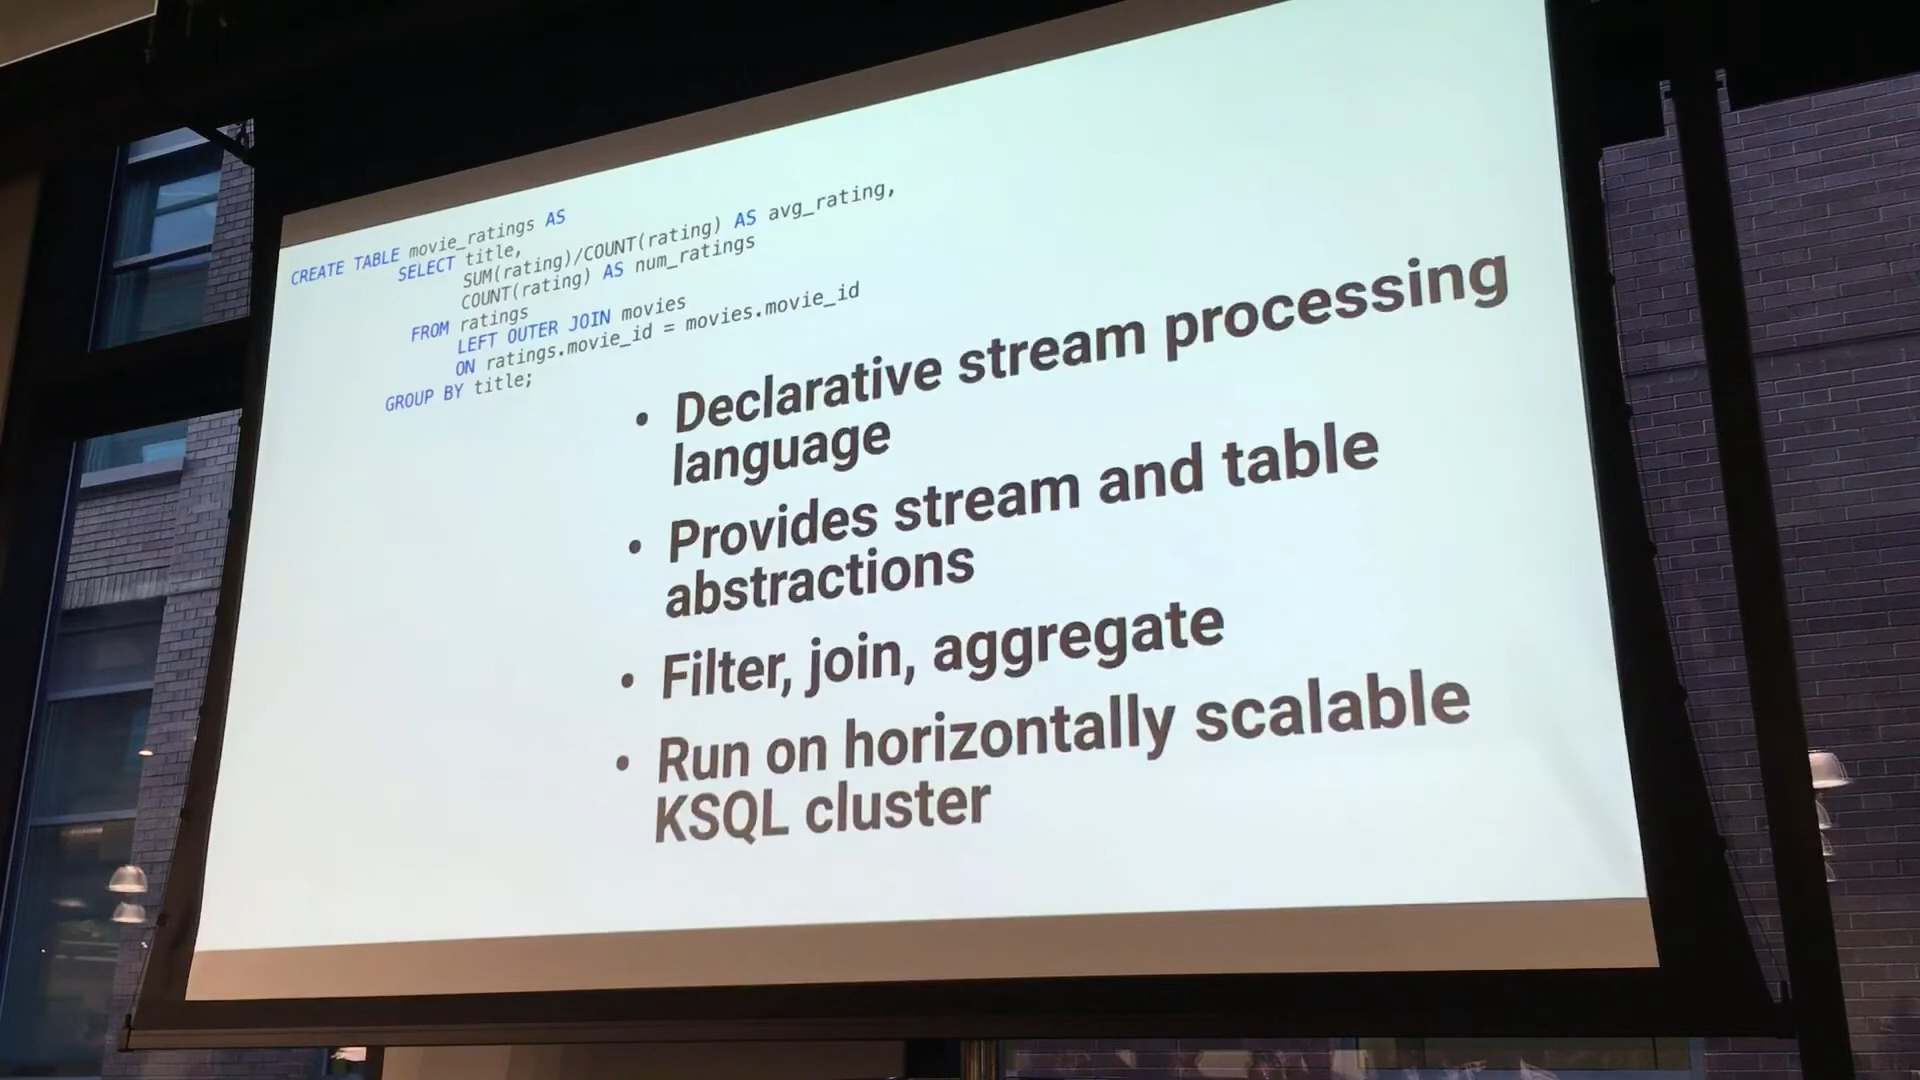 CREATE TABLE movie_ratings AS
SELECT title,
SUM(rating)/COUNT(rating) AS avg_rating,
COUNT(rating) AS num_ratings
FROM ratings
LEFT OUTER JOIN movies
ON ratings.movie_id = movies.movie_id
GROUP BY title;
• Declarative stream processing
language
• Provides stream and table
abstractions
• Filter, join, aggregate
• Run on horizontally scalable
KSQL cluster